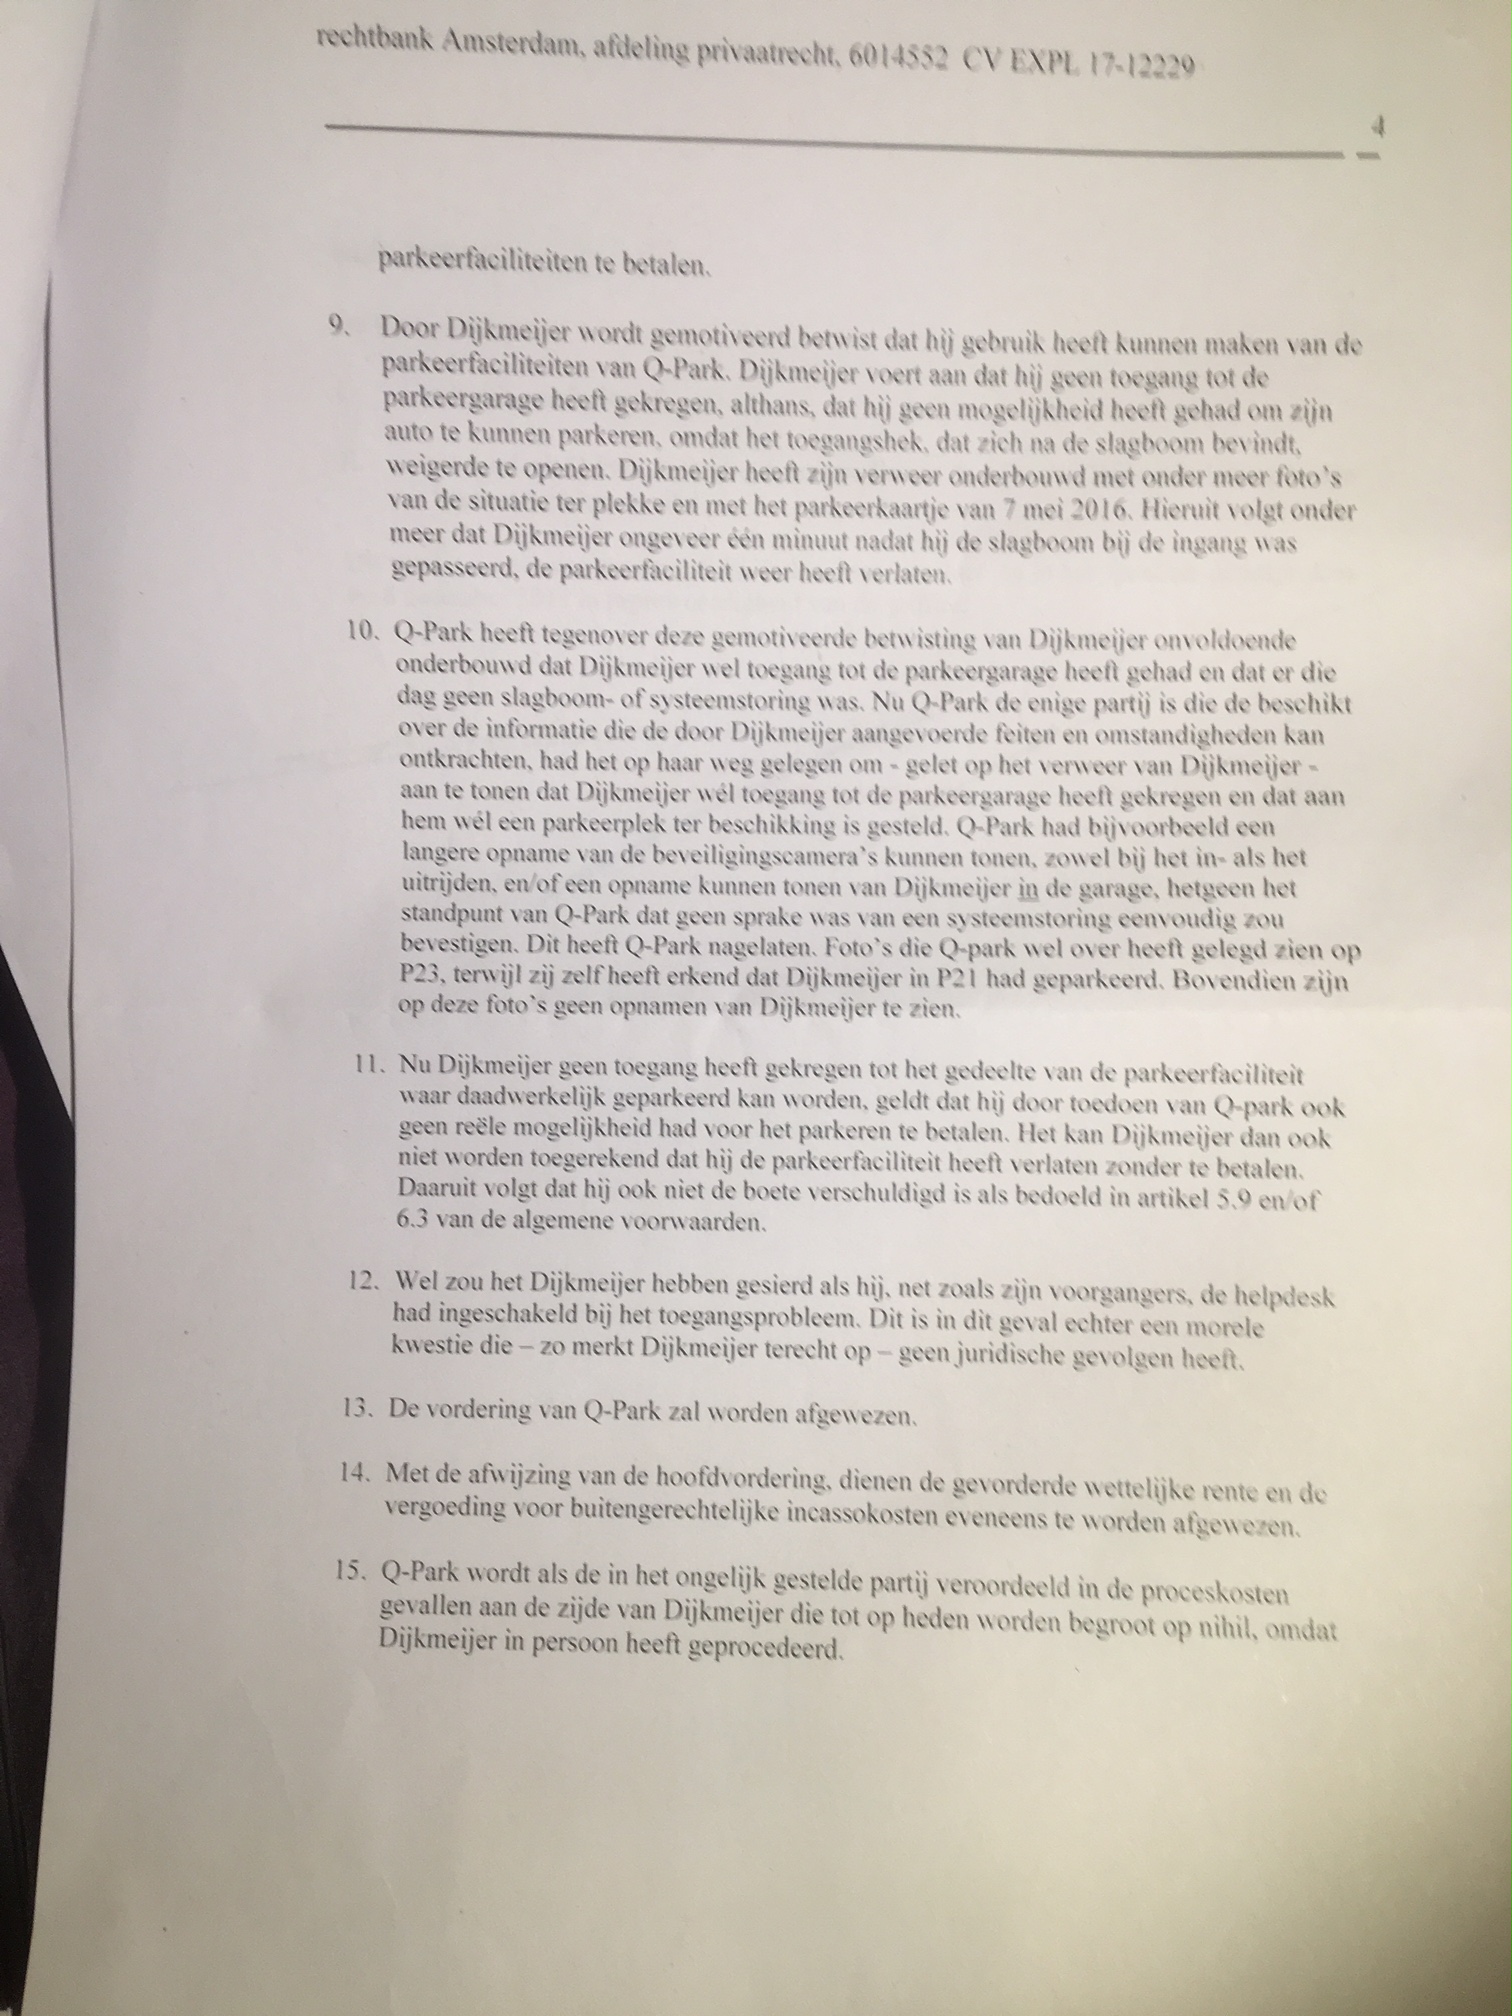 rechtbank Amsterdam, afdeling privaatrecht, 6014552 CV EXPL 17-12229
4
parkeerfaciliteiten te betalen.
9. Door Dijkmeijer wordt gemotiveerd betwist dat hij gebruik heeft kunnen maken van de
parkeerfaciliteiten van Q-Park. Dijkmeijer voert aan dat hij geen toegang tot de
parkeergarage heeft gekregen, althans, dat hij geen mogelijkheid heeft gehad om zijn
auto te kunnen parkeren, omdat het toegangshek, dat zich na de slagboom bevindt,
weigerde te openen. Dijkmeijer heeft zijn verweer onderbouwd met onder meer foto's
van de situatie ter plekke en met het parkeerkaartje van 7 mei 2016. Hieruit volgt onder
meer dat Dijkmeijer ongeveer één minuut nadat hij de slagboom bij de ingang was
gepasseerd, de parkeerfaciliteit weer heeft verlaten.
10. Q-Park heeft tegenover deze gemotiveerde betwisting van Dijkmeijer onvoldoende
onderbouwd dat Dijkmeijer wel toegang tot de parkeergarage heeft gehad en dat er die
dag geen slagboom- of systeemstoring was. Nu Q-Park de enige partij is die de beschikt
over de informatie die de door Dijkmeijer aangevoerde feiten en omstandigheden kan
ontkrachten, had het op haar weg gelegen om - gelet op het verweer van Dijkmeijer -
aan te tonen dat Dijkmeijer wél toegang tot de parkeergarage heeft gekregen en dat aan
hem wél een parkeerplek ter beschikking is gesteld. Q-Park had bijvoorbeeld een
langere opname van de beveiligingscamera's kunnen tonen, zowel bij het in- als het
uitrijden, en/of een opname kunnen tonen van Dijkmeijer in de garage, hetgeen het
standpunt van Q-Park dat geen sprake was van een systeemstoring eenvoudig zou
bevestigen. Dit heeft Q-Park nagelaten. Foto's die Q-park wel over heeft gelegd zien op
P23, terwijl zij zelf heeft erkend dat Dijkmeijer in P21 had geparkeerd. Bovendien zijn
op deze foto's geen opnamen van Dijkmeijer te zien.
11. Nu Dijkmeijer geen toegang heeft gekregen tot het gedeelte van de parkeerfaciliteit
waar daadwerkelijk geparkeerd kan worden, geldt dat hij door toedoen van Q-park ook
geen reële mogelijkheid had voor het parkeren te betalen. Het kan Dijkmeijer dan ook
niet worden toegerekend dat hij de parkeerfaciliteit heeft verlaten zonder te betalen.
Daaruit volgt dat hij ook niet de boete verschuldigd is als bedoeld in artikel 5.9 en/of
6.3 van de algemene voorwaarden.
12. Wel zou het Dijkmeijer hebben gesierd als hij, net zoals zijn voorgangers, de helpdesk
had ingeschakeld bij het toegangsprobleem. Dit is in dit geval echter een morele
kwestie die – zo merkt Dijkmeijer terecht op – geen juridische gevolgen heeft.
13. De vordering van Q-Park zal worden afgewezen.
14. Met de afwijzing van de hoofdvordering, dienen de gevorderde wettelijke rente en de
vergoeding voor buitengerechtelijke incassokosten eveneens te worden afgewezen.
15. Q-Park wordt als de in het ongelijk gestelde partij veroordeeld in de proceskosten
gevallen aan de zijde van Dijkmeijer die tot op heden worden begroot op nihil, omdat
Dijkmeijer in persoon heeft geprocedeerd.